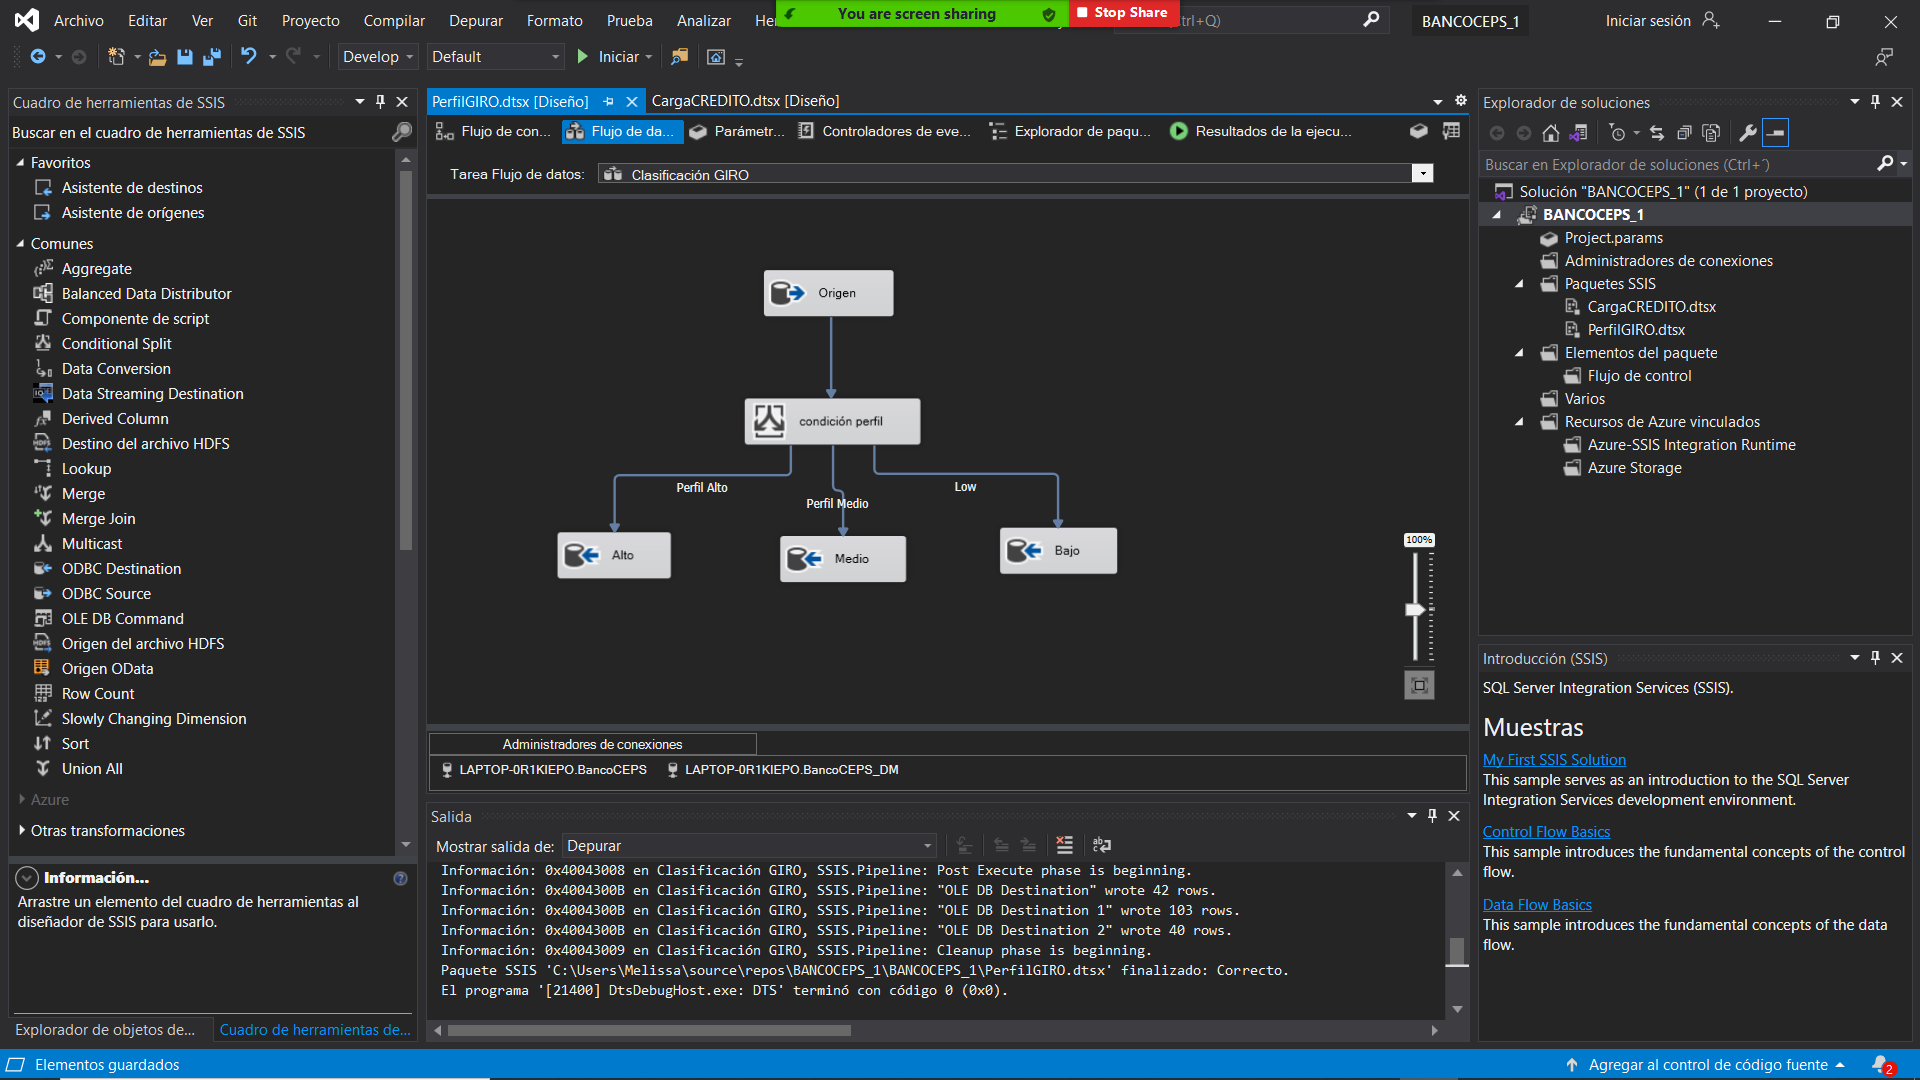 Archivo Editar Ver Git Proyecto Compilar Depurar Formato Prueba Analizar
You are screen sharing
Stop Share
BANCOCEPS_1
Iniciar sesión
Develop
Default
Iniciar
Cuadro de herramientas de SSIS
Buscar en el cuadro de herramientas de SSIS
Favoritos
Asistente de destinos
Asistente de orígenes
Comunes
Aggregate
Balanced Data Distributor
Componente de script
Conditional Split
Data Conversion
Data Streaming Destination
Derived Column
Destino del archivo HDFS
Lookup
Merge
Merge Join
Multicast
ODBC Destination
ODBC Source
OLE DB Command
Origen del archivo HDFS
Origen OData
Row Count
Slowly Changing Dimension
Sort
Union All
Azure
Otras transformaciones
Información...
Arrastre un elemento del cuadro de herramientas al
diseñador de SSIS para usarlo.
Explorador de objetos de...
Cuadro de herramientas de...
PerfilGIRO.dtsx [Diseño]
CargaCREDITO.dtsx [Diseño]
Flujo de con...
Flujo de da...
Parámetr...
Controladores de eve...
Explorador de paqu...
Resultados de la ejecu...
Tarea Flujo de datos:
Clasificación GIRO
Origen
condición perfil
Perfil Alto
Perfil Medio
Low
Alto
Medio
Bajo
100%
Administradores de conexiones
LAPTOP-0R1KIEPO.BancoCEPS
LAPTOP-0R1KIEPO.BancoCEPS_DM
Salida
Mostrar salida de:
Depurar
Información: 0x40043008 en Clasificación GIRO, SSIS.Pipeline: Post Execute phase is beginning.
Información: 0x4004300B en Clasificación GIRO, SSIS.Pipeline: "OLE DB Destination" wrote 42 rows.
Información: 0x4004300B en Clasificación GIRO, SSIS.Pipeline: "OLE DB Destination 1" wrote 103 rows.
Información: 0x4004300B en Clasificación GIRO, SSIS.Pipeline: "OLE DB Destination 2" wrote 40 rows.
Información: 0x40043009 en Clasificación GIRO, SSIS.Pipeline: Cleanup phase is beginning.
Paquete SSIS 'C:\Users\Melissa\source\repos\BANCOCEPS_1\BANCOCEPS_1\PerfilGIRO.dtsx' finalizado: Correcto.
El programa '[21400] DtsDebugHost.exe: DTS' terminó con código 0 (0x0).
Explorador de soluciones
Buscar en Explorador de soluciones (Ctrl+´)
Solución "BANCOCEPS_1" (1 de 1 proyecto)
BANCOCEPS_1
Project.params
Administradores de conexiones
Paquetes SSIS
CargaCREDITO.dtsx
PerfilGIRO.dtsx
Elementos del paquete
Flujo de control
Varios
Recursos de Azure vinculados
Azure-SSIS Integration Runtime
Azure Storage
Introducción (SSIS)
SQL Server Integration Services (SSIS).
Muestras
My First SSIS Solution
This sample serves as an introduction to the SQL Server
Integration Services development environment.
Control Flow Basics
This sample introduces the fundamental concepts of the control
flow.
Data Flow Basics
This sample introduces the fundamental concepts of the data
flow.
Elementos guardados
Agregar al control de código fuente
2